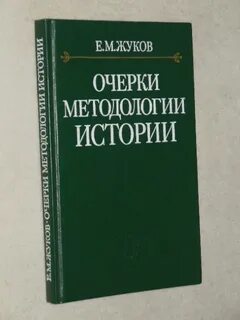 Е.М.ЖУКОВ
ОЧЕРКИ
МЕТОДОЛОГИИ
ИСТОРИИ
Е.М.ЖУКОВ·ОЧЕРКИ МЕТОДОЛОГИИ ИСТОРИИ